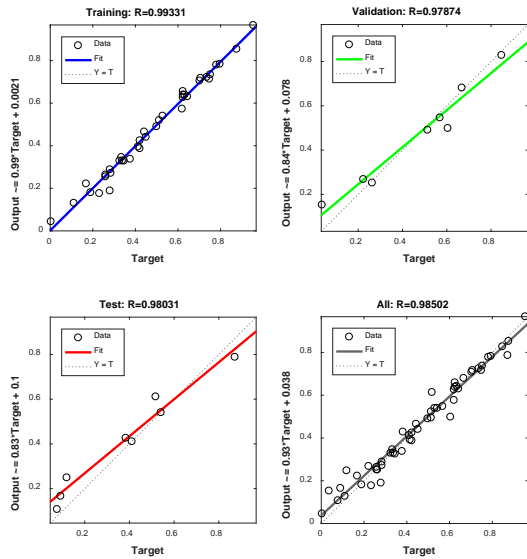 Training: R=0.99331
Output ~= 0.99*Target + 0.0021
Data
Fit
Y = T
0.8
0.6
0.4
0.2
0
0 0.2 0.4 0.6 0.8
Target
Validation: R=0.97874
Output ~= 0.84*Target + 0.078
Data
Fit
Y = T
0.8
0.6
0.4
0.2
0
0 0.2 0.4 0.6 0.8
Target
Test: R=0.98031
Output ~= 0.83*Target + 0.1
Data
Fit
Y = T
0.8
0.6
0.4
0.2
0.2 0.4 0.6 0.8
Target
All: R=0.98502
Output ~= 0.93*Target + 0.038
Data
Fit
Y = T
0.8
0.6
0.4
0.2
0
0 0.2 0.4 0.6 0.8
Target